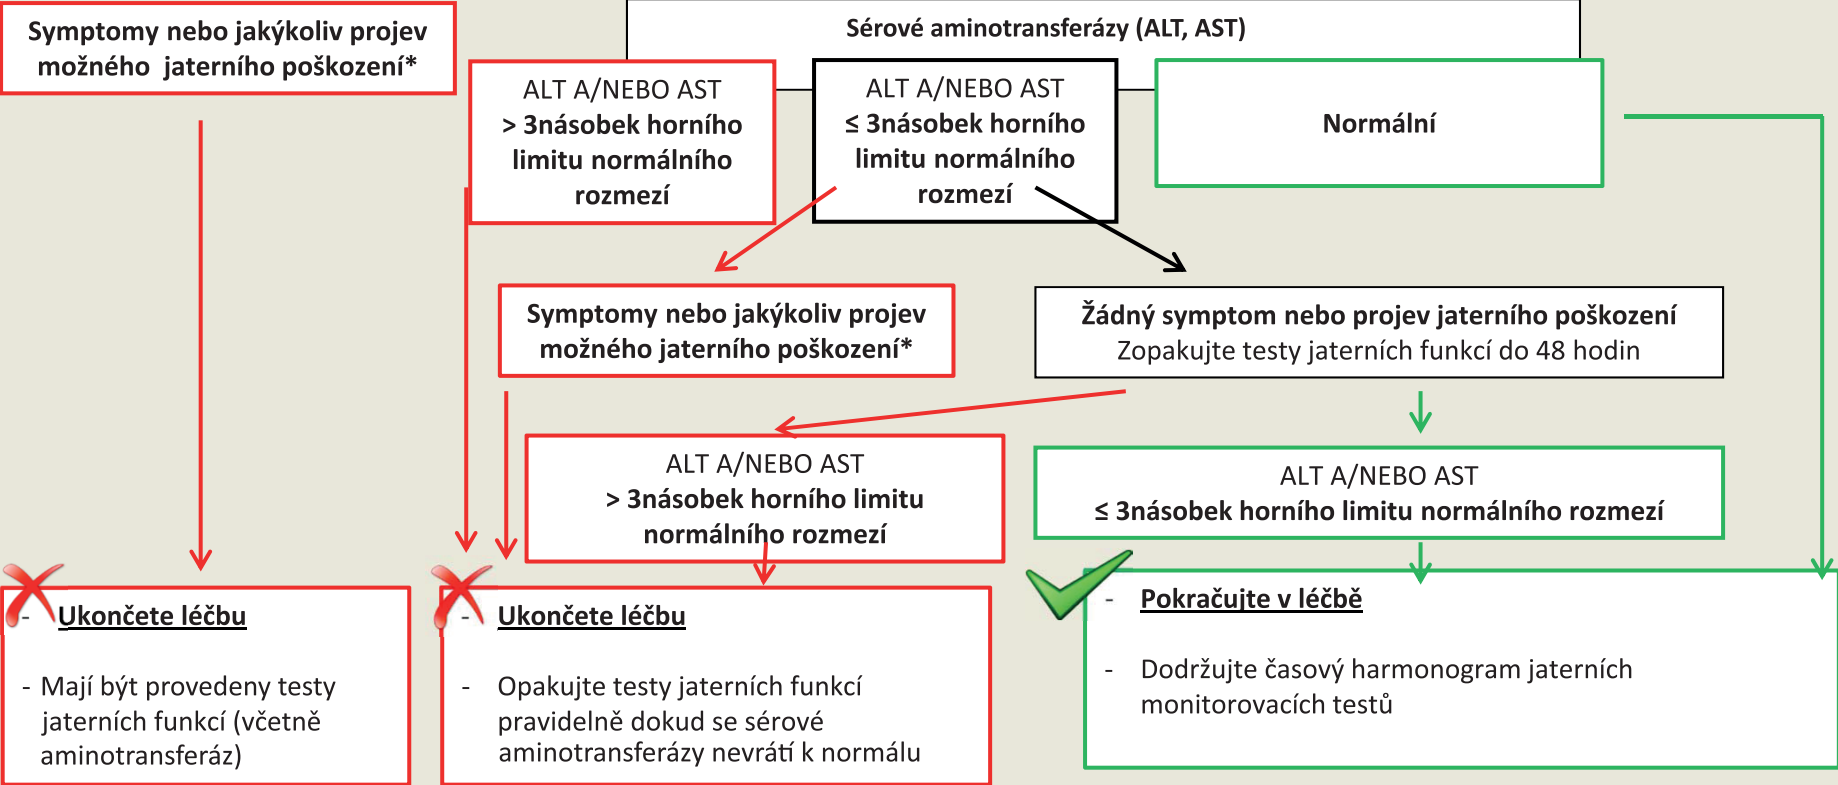 Symptomy nebo jakýkoliv projev
možného jaterního poškození*
Sérové aminotransferázy (ALT, AST)
ALT A/NEBO AST
> 3násobek horního
limitu normálního
rozmezí
ALT A/NEBO AST
≤ 3násobek horního
limitu normálního
rozmezí
Normální
Symptomy nebo jakýkoliv projev
možného jaterního poškození*
Žádný symptom nebo projev jaterního poškození
Zopakujte testy jaterních funkcí do 48 hodin
ALT A/NEBO AST
> 3násobek horního limitu
normálního rozmezí
ALT A/NEBO AST
≤ 3násobek horního limitu normálního rozmezí
- Ukončete léčbu
- Mají být provedeny testy
jaterních funkcí (včetně
aminotransferáz)
- Ukončete léčbu
- Opakujte testy jaterních funkcí
pravidelně dokud se sérové
aminotransferázy nevrátí k normálu
- Pokračujte v léčbě
- Dodržujte časový harmonogram jaterních
monitorovacích testů